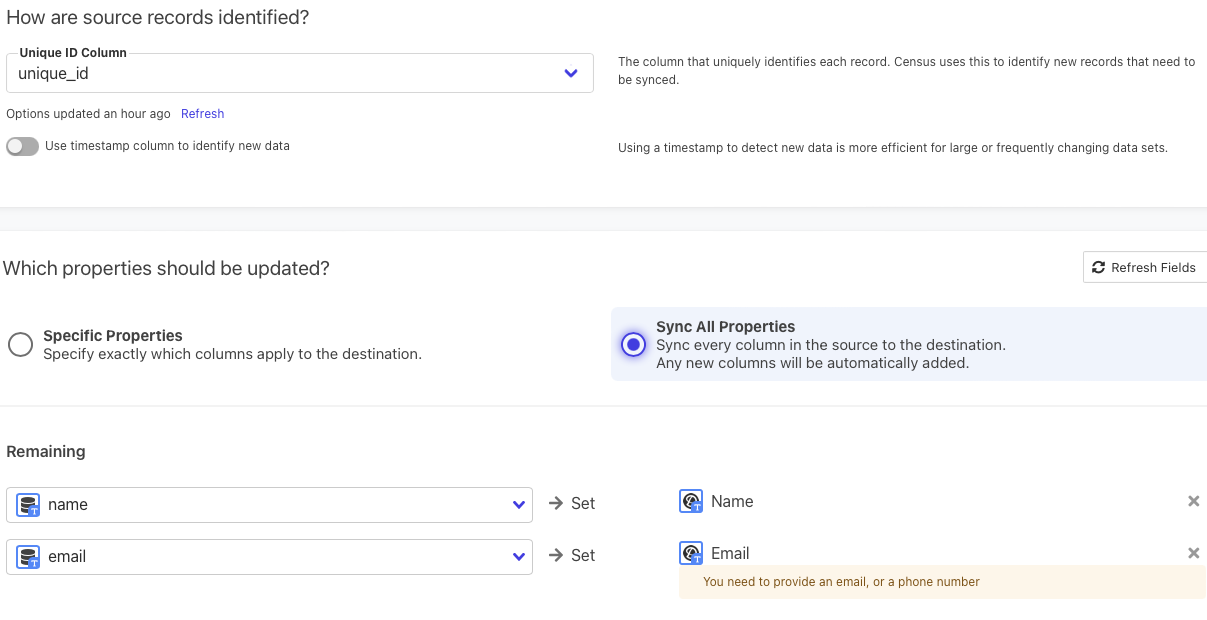 How are source records identified?
Unique ID Column
unique_id
The column that uniquely identifies each record. Census uses this to identify new records that need to
be synced.
Options updated an hour ago Refresh
Use timestamp column to identify new data
Using a timestamp to detect new data is more efficient for large or frequently changing data sets.
Which properties should be updated?
Refresh Fields
Specific Properties
Specify exactly which columns apply to the destination.
Sync All Properties
Sync every column in the source to the destination.
Any new columns will be automatically added.
Remaining
name → Set Name
email → Set Email
You need to provide an email, or a phone number